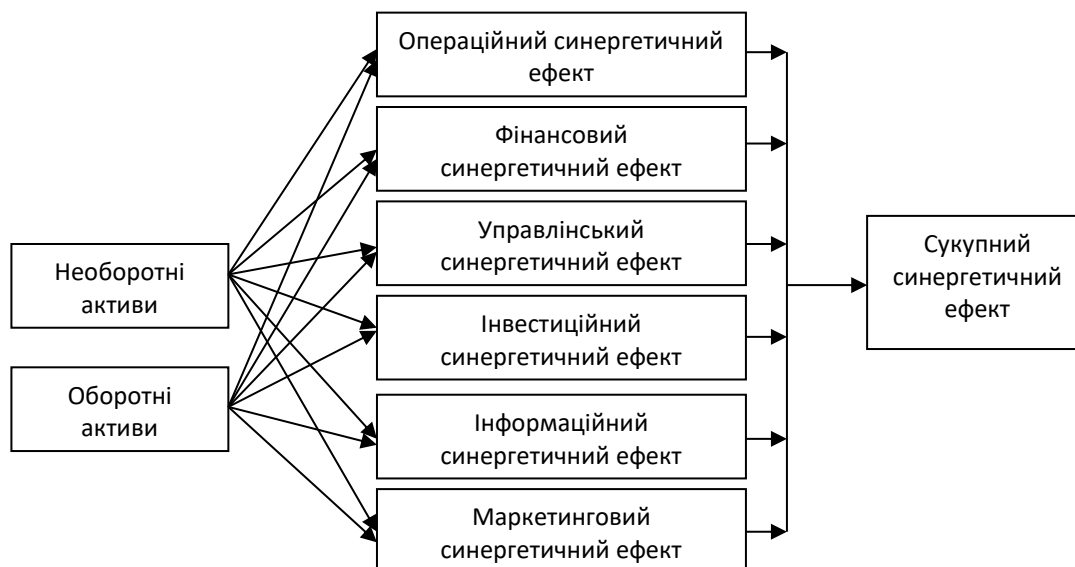 Необоротні
активи
Оборотні
активи
Операційний синергетичний
ефект
Фінансовий
синергетичний ефект
Управлінський
синергетичний ефект
Інвестиційний
синергетичний ефект
Інформаційний
синергетичний ефект
Маркетинговий
синергетичний ефект
Сукупний
синергетичний
ефект